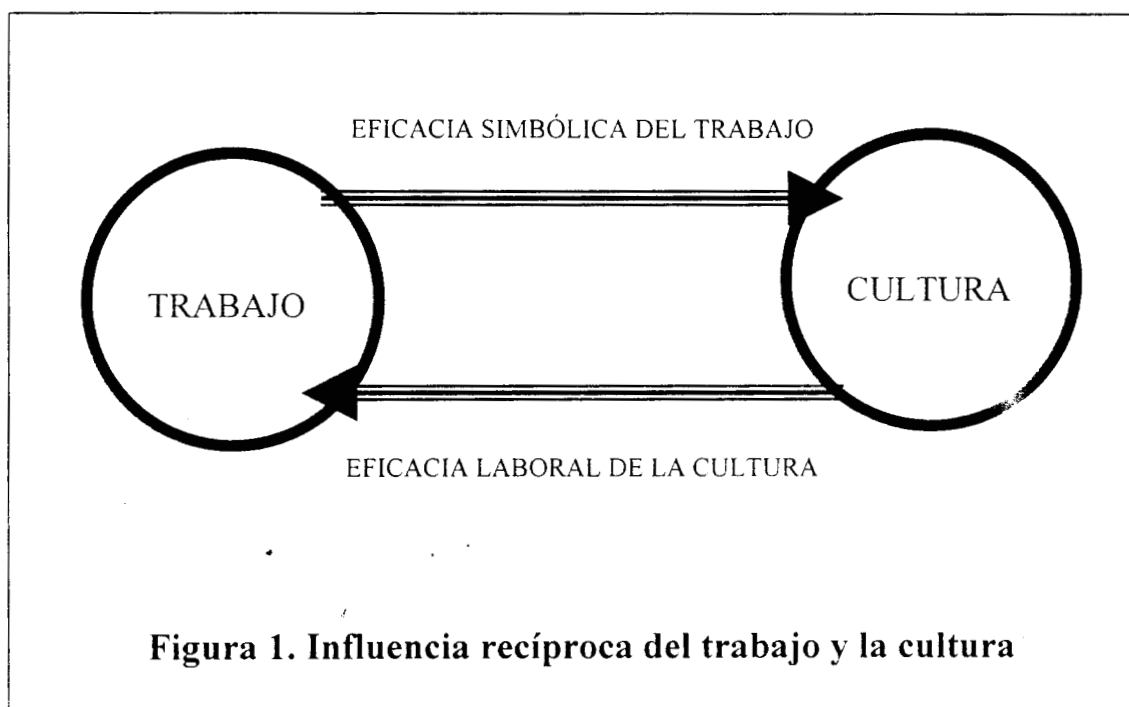 EFICACIA SIMBÓLICA DEL TRABAJO
TRABAJO
CULTURA
EFICACIA LABORAL DE LA CULTURA
Figura 1. Influencia recíproca del trabajo y la cultura